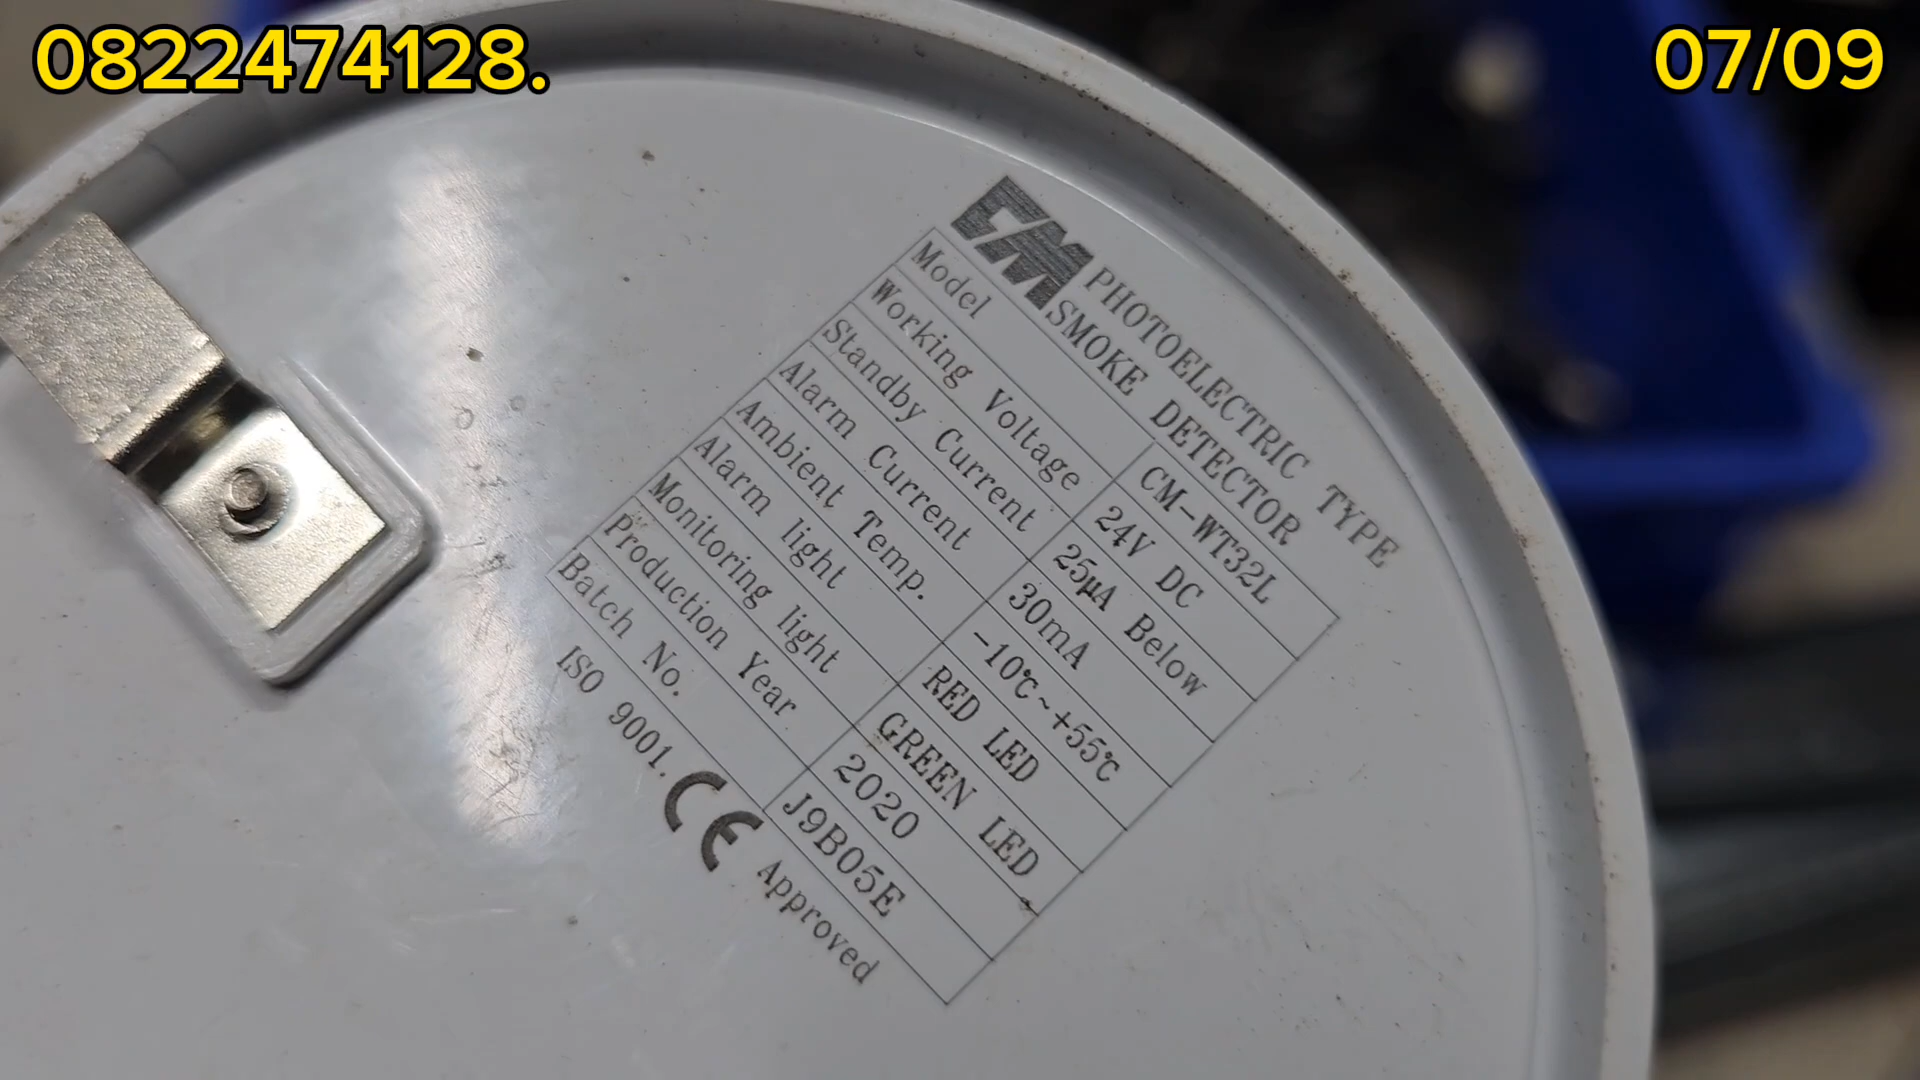 0822474128.
07/09
CM PHOTOELECTRIC TYPE
SMOKE DETECTOR
Model CM-WT32L
Working Voltage 24V DC
Standby Current 25μA Below
Alarm Current 30mA
Ambient Temp. -10℃~+55℃
Alarm light RED LED
Monitoring light GREEN LED
Production Year 2020
Batch No. J9B05E
ISO 9001. CE Approved